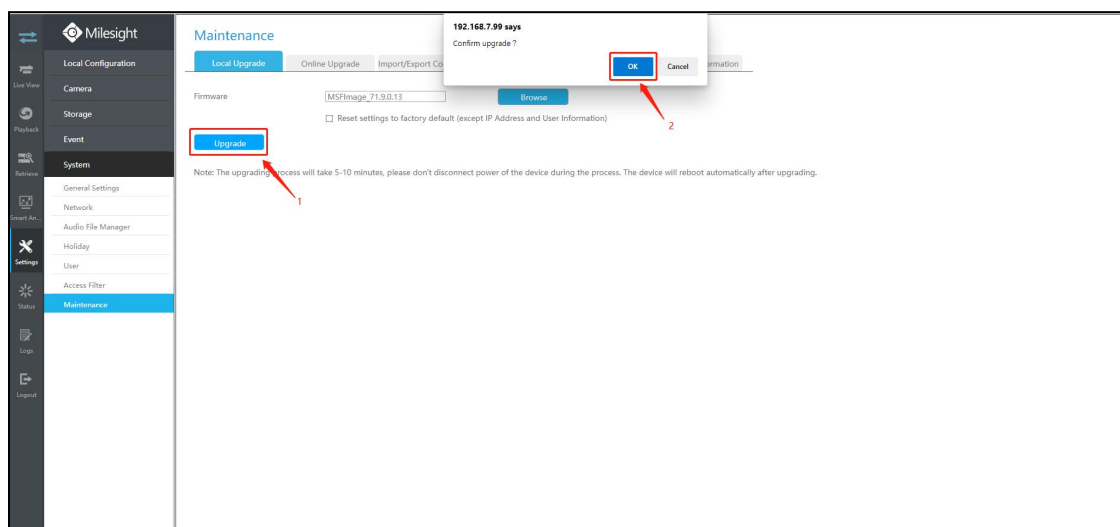 Milesight
Local Configuration
Camera
Storage
Event
System
General Settings
Network
Audio File Manager
Holiday
User
Access Filter
Maintenance
Live View
Playback
Retrieve
Smart An...
Settings
Status
Logs
Logout
Maintenance
Local Upgrade
Online Upgrade
Import/Export Co
ormation
192.168.7.99 says
Confirm upgrade ?
OK
Cancel
Firmware
MSFImage_71.9.0.13
Browse
Reset settings to factory default (except IP Address and User Information)
2
Upgrade
Note: The upgrading process will take 5-10 minutes, please don't disconnect power of the device during the process. The device will reboot automatically after upgrading.
1